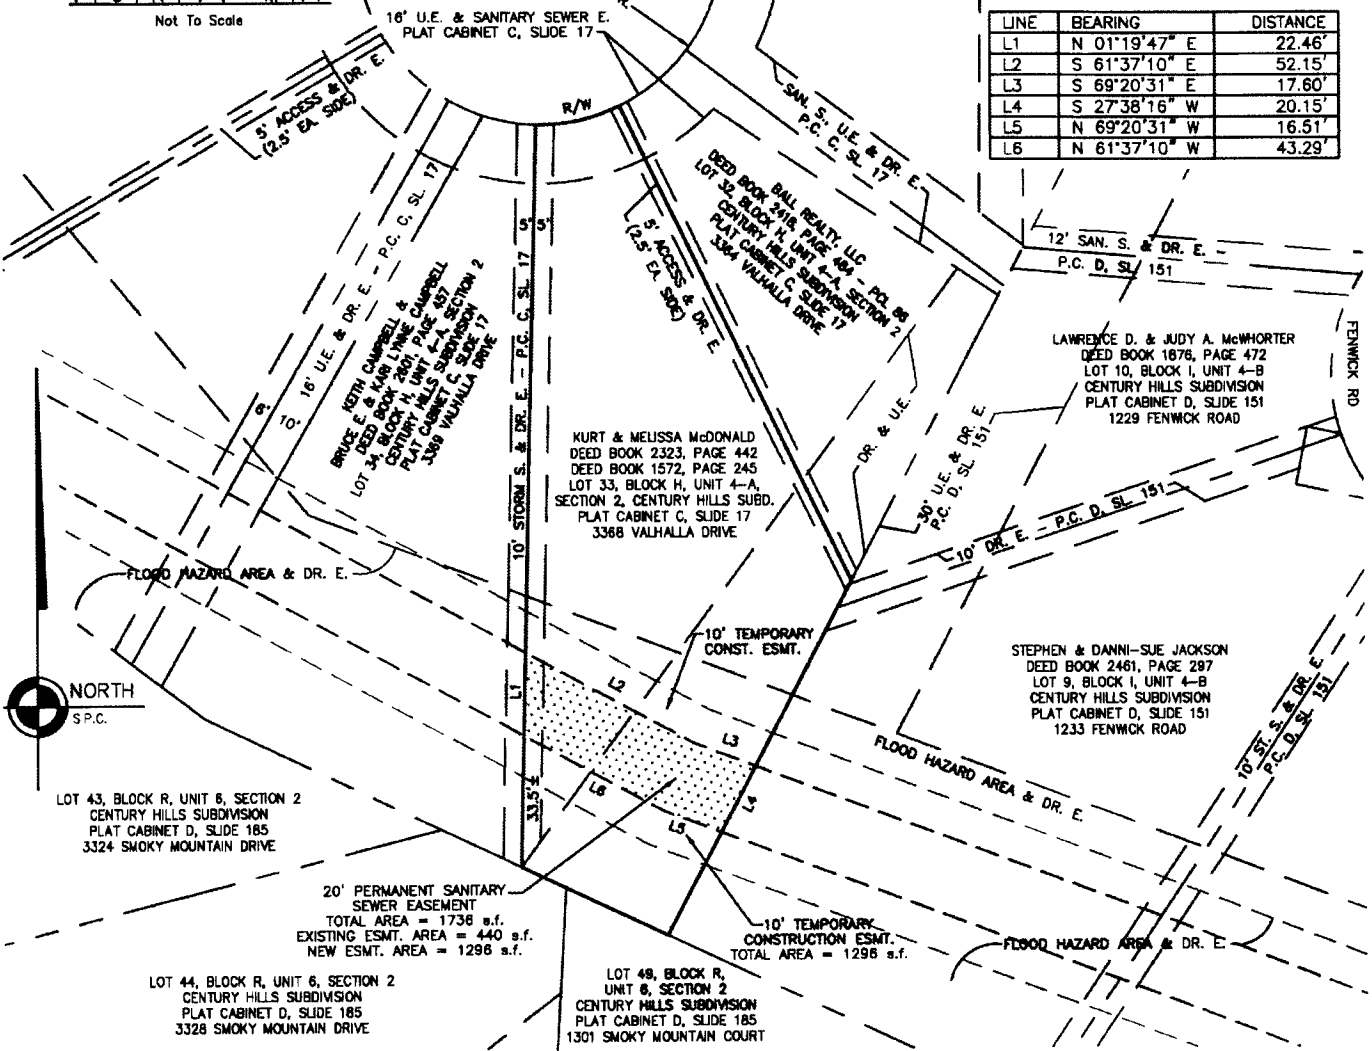 Not To Scale
16' U.E. & SANITARY SEWER E.
PLAT CABINET C, SLIDE 17
LINE BEARING DISTANCE
L1 N 01°19'47" E 22.46'
L2 S 61°37'10" E 52.15'
L3 S 69°20'31" E 17.60'
L4 S 27°38'16" W 20.15'
L5 N 69°20'31" W 16.51'
L6 N 61°37'10" W 43.29'
5' ACCESS & DR. E.
(2.5' EA. SIDE)
R/W
SAN. S., U.E. & DR. E.
P.C. C, SL. 17
BALL REALTY, LLC
DEED BOOK 2418, PAGE 484 - PCL 86
LOT 32, BLOCK H, UNIT 4-A, SECTION 2
CENTURY HILLS SUBDIVISION
PLAT CABINET C, SLIDE 17
3364 VALHALLA DRIVE
16' U.E. & DR. E. - P.C. C, SL. 17
6'
10'
5' 5'
10' STORM S. & DR. E. - P.C. C, SL. 17
5' ACCESS & DR. E.
(2.5' EA. SIDE)
12' SAN. S. & DR. E. -
P.C. D, SL. 151
KEITH CAMPBELL &
BRUCE E. & KARI LYNNE CAMPBELL
DEED BOOK 2601, PAGE 457
LOT 34, BLOCK H, UNIT 4-A, SECTION 2
CENTURY HILLS SUBDIVISION
PLAT CABINET C, SLIDE 17
3369 VALHALLA DRIVE
LAWRENCE D. & JUDY A. McWHORTER
DEED BOOK 1676, PAGE 472
LOT 10, BLOCK I, UNIT 4-B
CENTURY HILLS SUBDIVISION
PLAT CABINET D, SLIDE 151
1229 FENWICK ROAD
FENWICK RD
KURT & MELISSA McDONALD
DEED BOOK 2323, PAGE 442
DEED BOOK 1572, PAGE 245
LOT 33, BLOCK H, UNIT 4-A,
SECTION 2, CENTURY HILLS SUBD.
PLAT CABINET C, SLIDE 17
3368 VALHALLA DRIVE
DR. & U.E.
30' U.E. & DR. E.
P.C. D, SL. 151
10' DR. E. - P.C. D, SL. 151
FLOOD HAZARD AREA & DR. E.
10' TEMPORARY
CONST. ESMT.
STEPHEN & DANNI-SUE JACKSON
DEED BOOK 2461, PAGE 297
LOT 9, BLOCK I, UNIT 4-B
CENTURY HILLS SUBDIVISION
PLAT CABINET D, SLIDE 151
1233 FENWICK ROAD
NORTH
S.P.C.
L1
L2
L3
L4
L5
L6
33.5' ±
FLOOD HAZARD AREA & DR. E.
10' ST. S. & DR. E.
P.C. D, SL. 151
LOT 43, BLOCK R, UNIT 6, SECTION 2
CENTURY HILLS SUBDIVISION
PLAT CABINET D, SLIDE 185
3324 SMOKY MOUNTAIN DRIVE
20' PERMANENT SANITARY
SEWER EASEMENT
TOTAL AREA = 1736 s.f.
EXISTING ESMT. AREA = 440 s.f.
NEW ESMT. AREA = 1296 s.f.
10' TEMPORARY
CONSTRUCTION ESMT.
TOTAL AREA = 1296 s.f.
FLOOD HAZARD AREA & DR. E.
LOT 44, BLOCK R, UNIT 6, SECTION 2
CENTURY HILLS SUBDIVISION
PLAT CABINET D, SLIDE 185
3328 SMOKY MOUNTAIN DRIVE
LOT 49, BLOCK R,
UNIT 6, SECTION 2
CENTURY HILLS SUBDIVISION
PLAT CABINET D, SLIDE 185
1301 SMOKY MOUNTAIN COURT